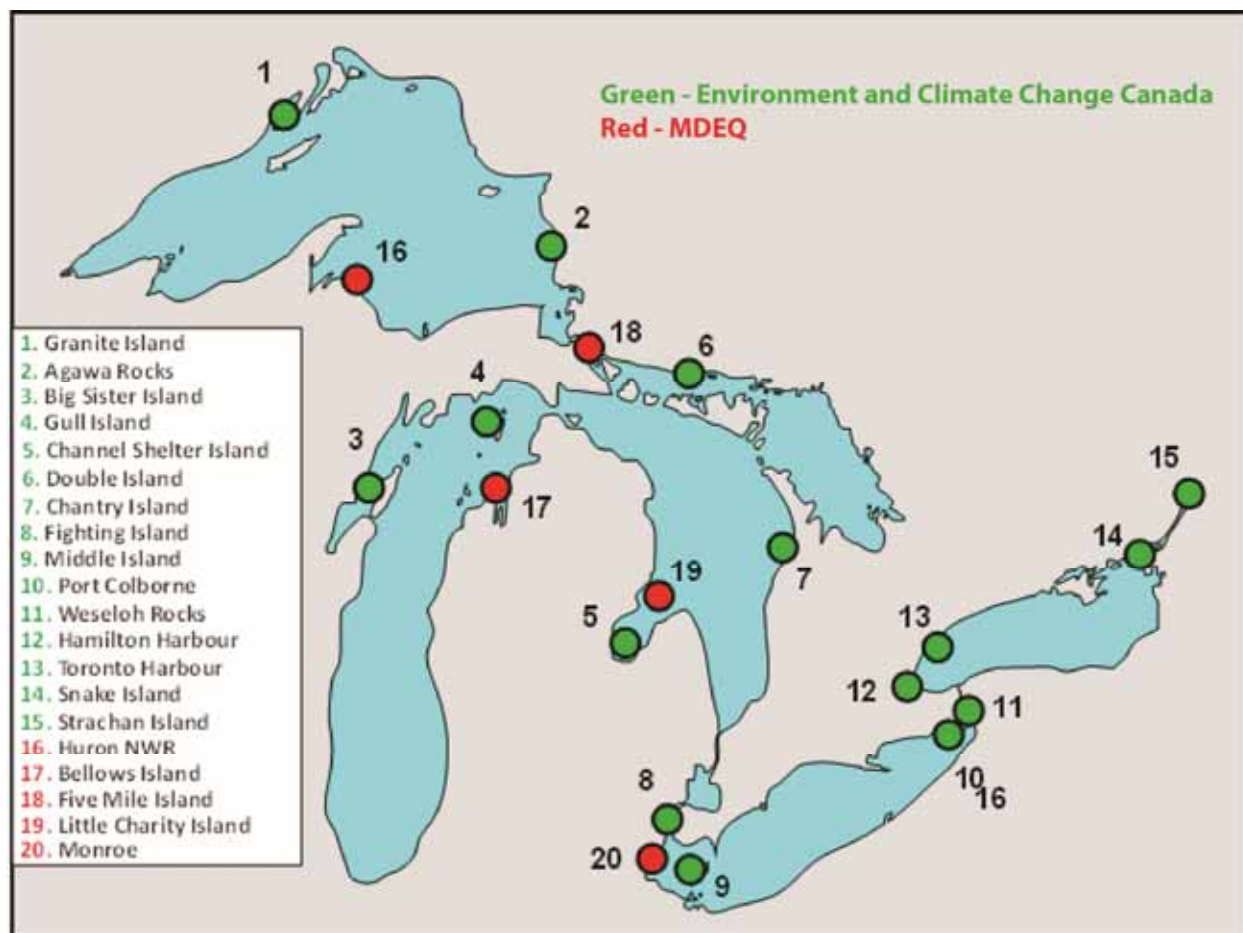 Green - Environment and Climate Change Canada
Red - MDEQ
1
2
16
18
6
4
3
17
15
14
7
19
5
13
12
11
10
16
8
20
9
1. Granite Island
2. Agawa Rocks
3. Big Sister Island
4. Gull Island
5. Channel Shelter Island
6. Double Island
7. Chantry Island
8. Fighting Island
9. Middle Island
10. Port Colborne
11. Weseloh Rocks
12. Hamilton Harbour
13. Toronto Harbour
14. Snake Island
15. Strachan Island
16. Huron NWR
17. Bellows Island
18. Five Mile Island
19. Little Charity Island
20. Monroe